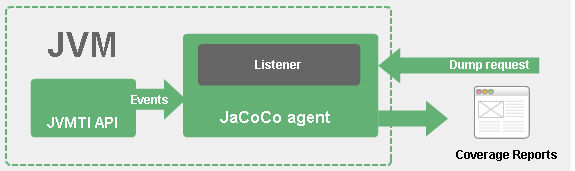 JVM
Listener
Dump request
JVMTI API
Events
JaCoCo agent
Coverage Reports